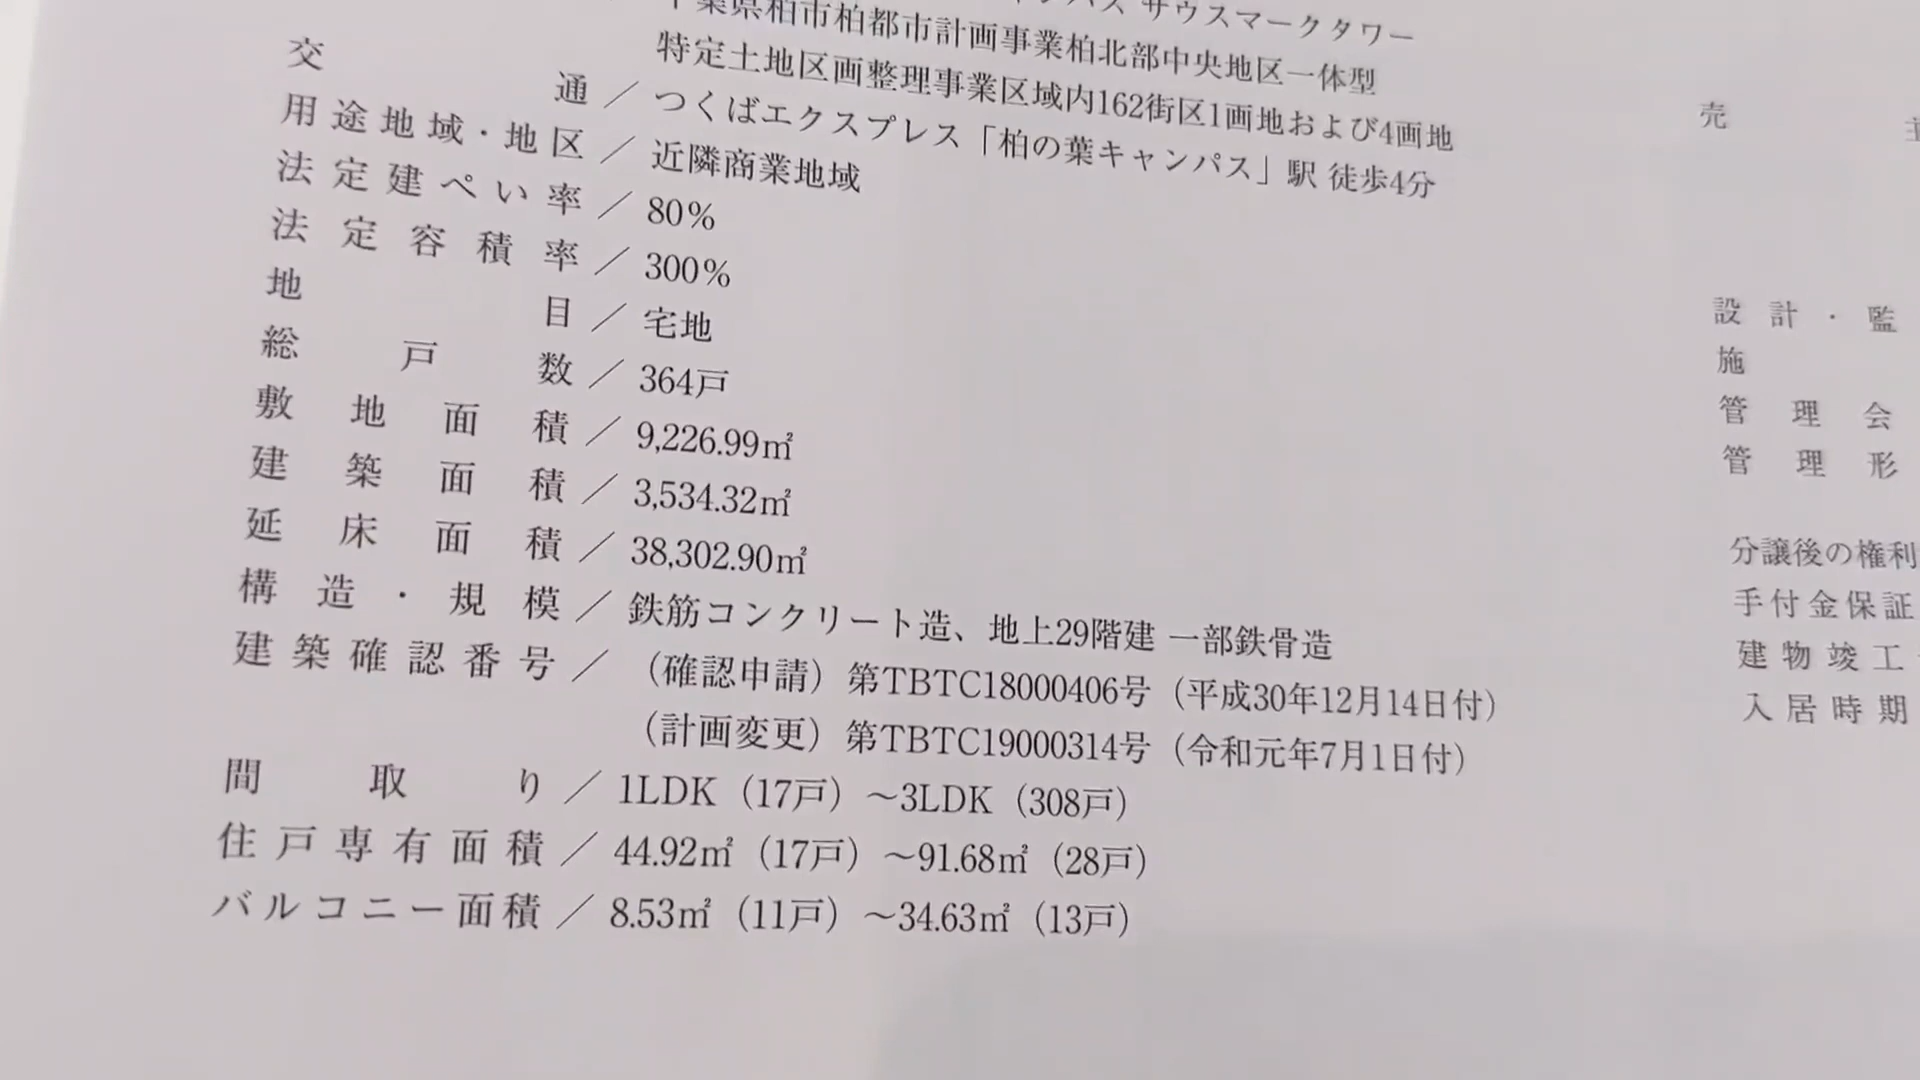 サウスマークタワー
千葉県柏市柏都市計画事業柏北部中央地区一体型
特定土地区画整理事業区域内162街区1画地および4画地
交通／つくばエクスプレス「柏の葉キャンパス」駅 徒歩4分
用途地域・地区／近隣商業地域
法定建ぺい率／80%
法定容積率／300%
地目／宅地
総戸数／364戸
敷地面積／9,226.99㎡
建築面積／3,534.32㎡
延床面積／38,302.90㎡
構造・規模／鉄筋コンクリート造、地上29階建 一部鉄骨造
建築確認番号／（確認申請）第TBTC18000406号（平成30年12月14日付）
（計画変更）第TBTC19000314号（令和元年7月1日付）
間取り／1LDK（17戸）～3LDK（308戸）
住戸専有面積／44.92㎡（17戸）～91.68㎡（28戸）
バルコニー面積／8.53㎡（11戸）～34.63㎡（13戸）
売主
設計・監
施
管理会
管理形
分譲後の権利
手付金保証
建物竣工
入居時期